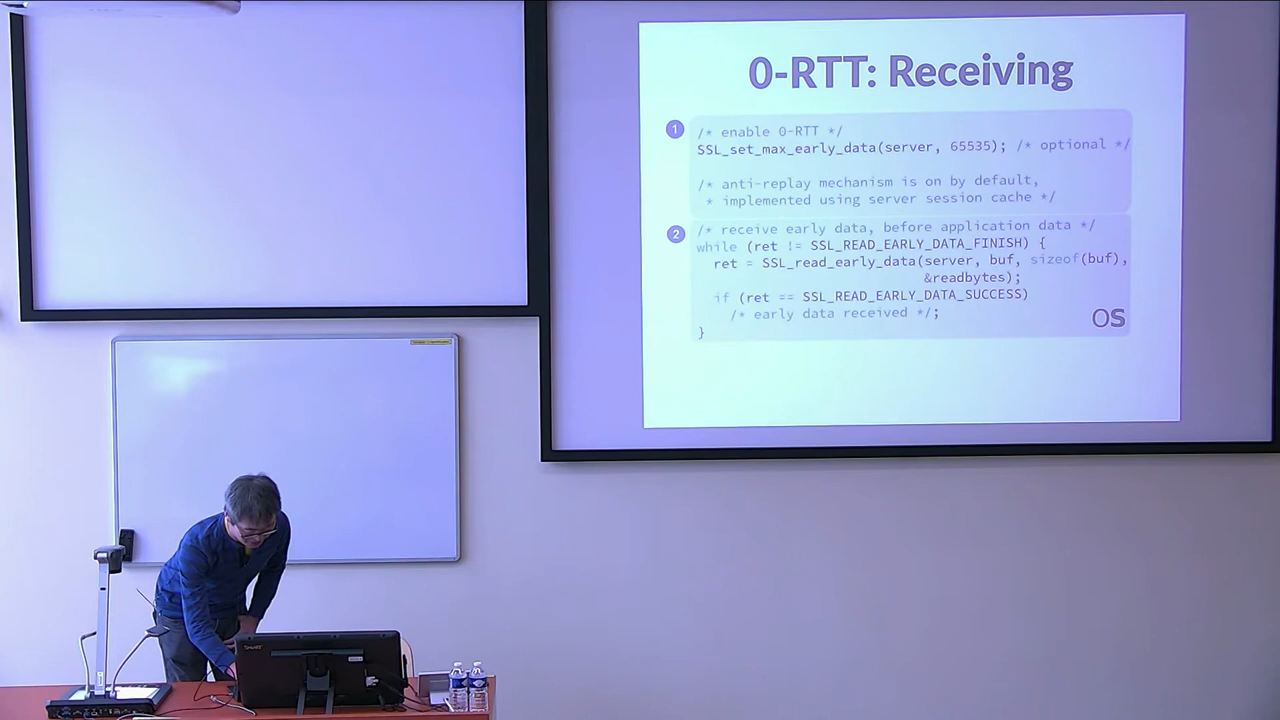 0-RTT: Receiving
1
/* enable 0-RTT */
SSL_set_max_early_data(server, 65535); /* optional */
/* anti-replay mechanism is on by default,
* implemented using server session cache */
2
/* receive early data, before application data */
while (ret != SSL_READ_EARLY_DATA_FINISH) {
ret = SSL_read_early_data(server, buf, sizeof(buf),
&readbytes);
if (ret == SSL_READ_EARLY_DATA_SUCCESS)
/* early data received */;
}
OS